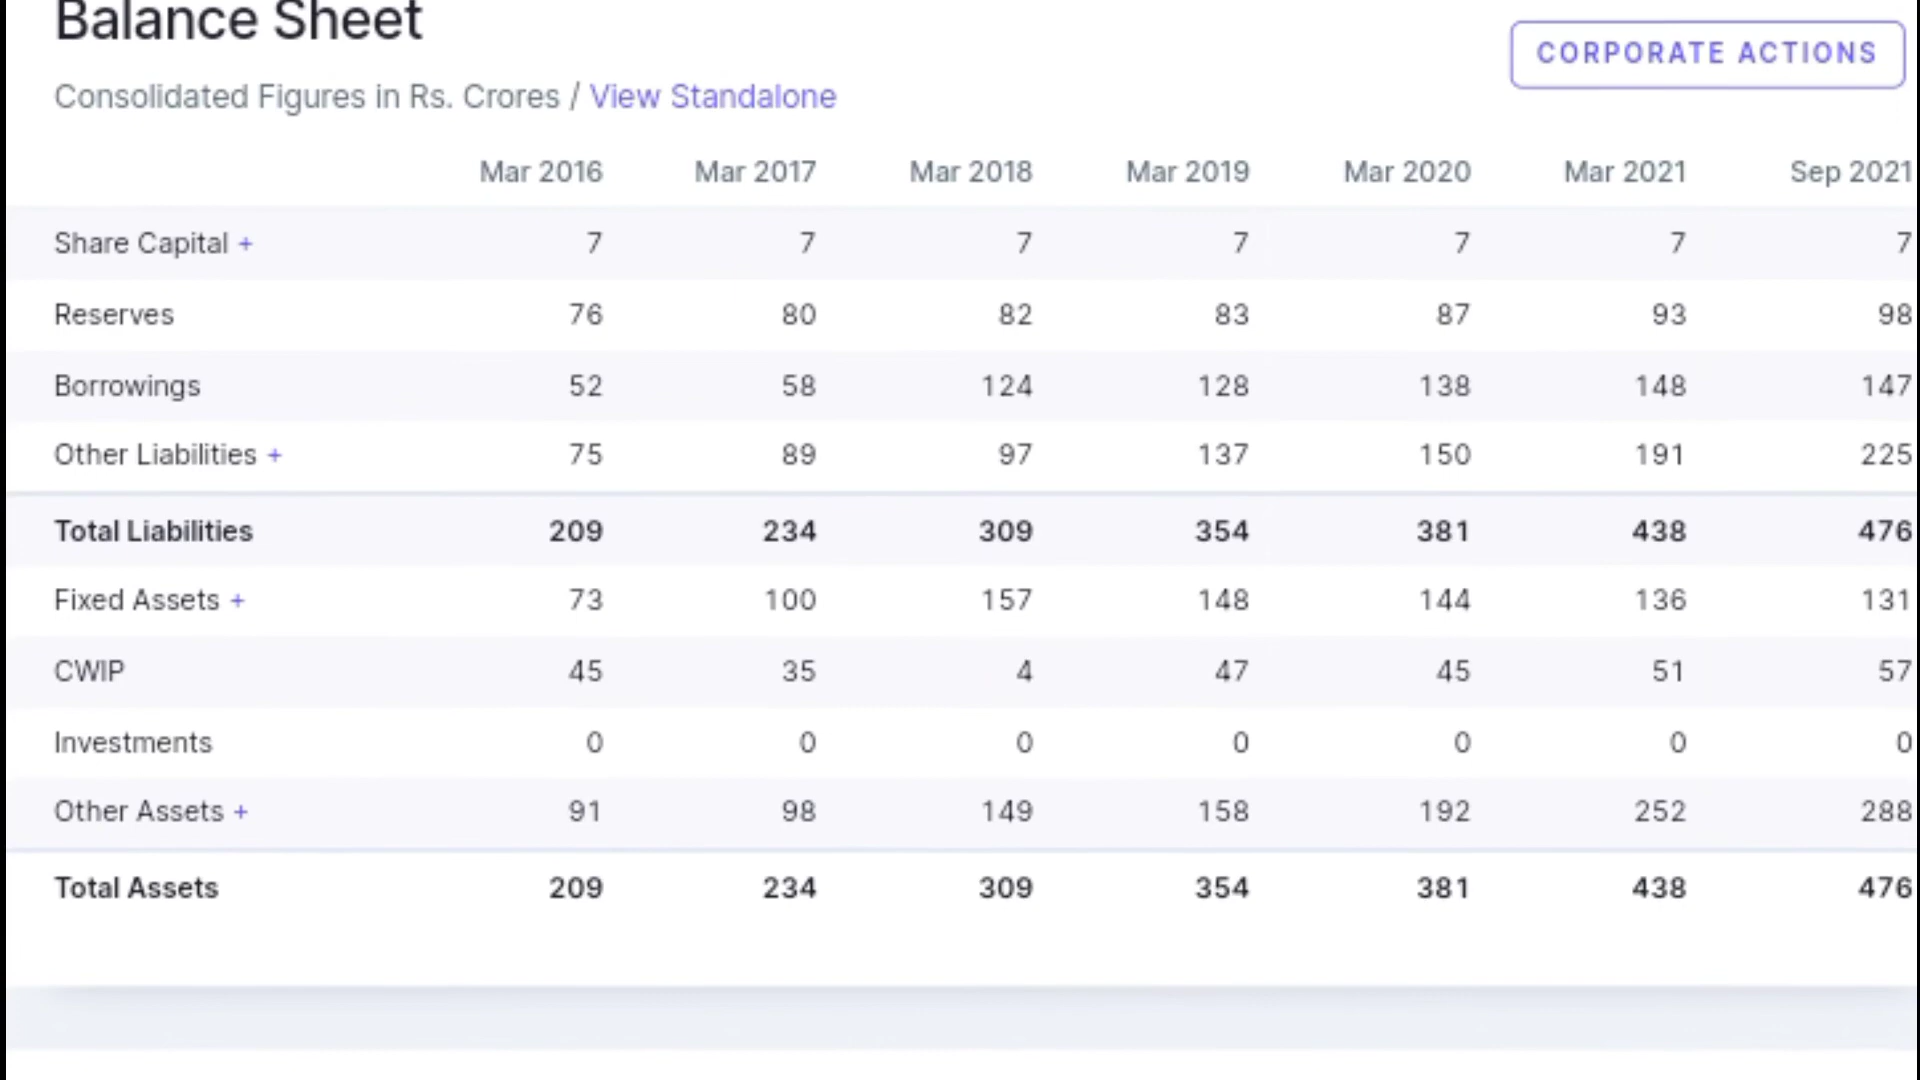 Balance Sheet
CORPORATE ACTIONS
Consolidated Figures in Rs. Crores / View Standalone
Mar 2016 Mar 2017 Mar 2018 Mar 2019 Mar 2020 Mar 2021 Sep 2021
Share Capital + 7 7 7 7 7 7 7
Reserves 76 80 82 83 87 93 98
Borrowings 52 58 124 128 138 148 147
Other Liabilities + 75 89 97 137 150 191 225
Total Liabilities 209 234 309 354 381 438 476
Fixed Assets + 73 100 157 148 144 136 131
CWIP 45 35 4 47 45 51 57
Investments 0 0 0 0 0 0 0
Other Assets + 91 98 149 158 192 252 288
Total Assets 209 234 309 354 381 438 476